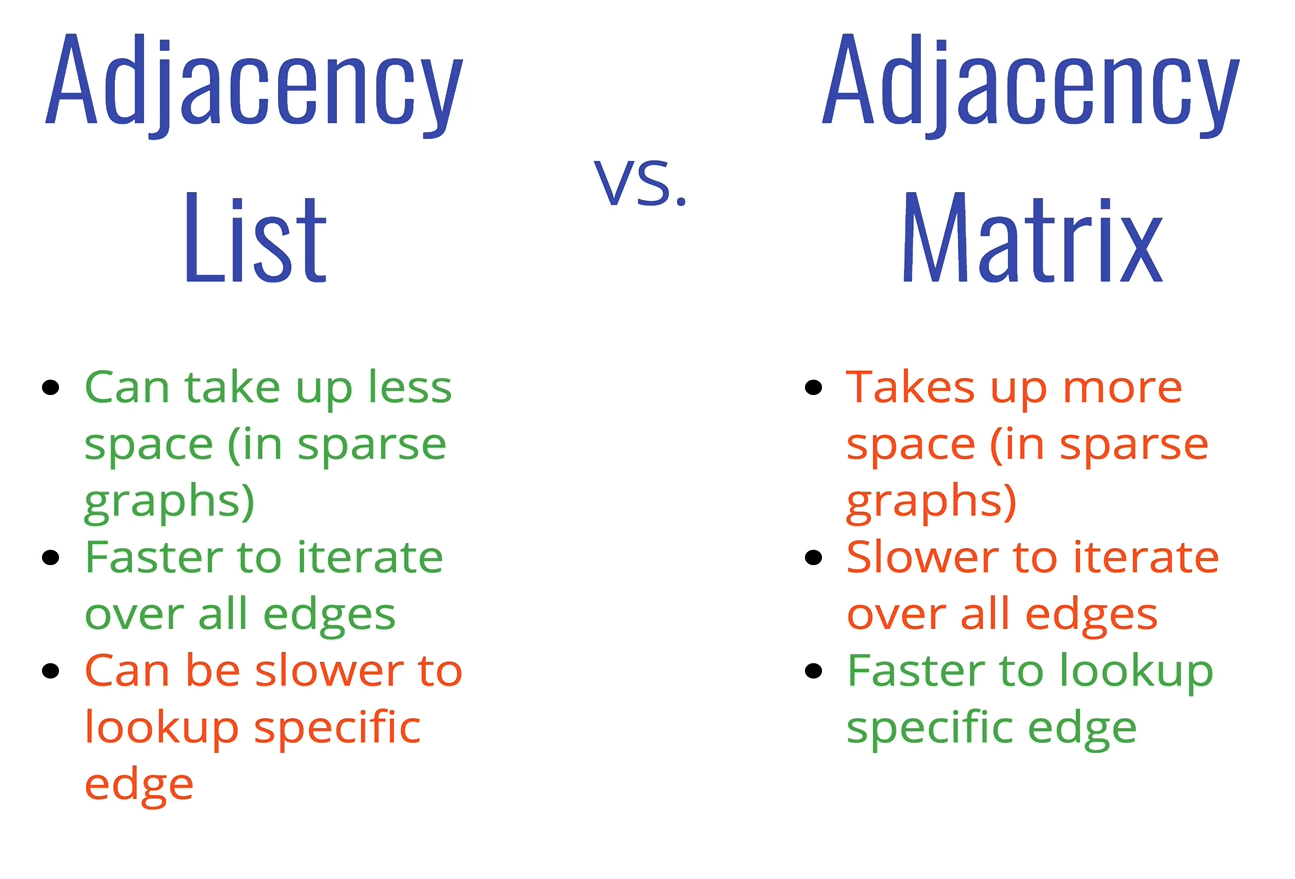 Adjacency
List
vs.
Adjacency
Matrix
• Can take up less
space (in sparse
graphs)
• Faster to iterate
over all edges
• Can be slower to
lookup specific
edge
• Takes up more
space (in sparse
graphs)
• Slower to iterate
over all edges
• Faster to lookup
specific edge